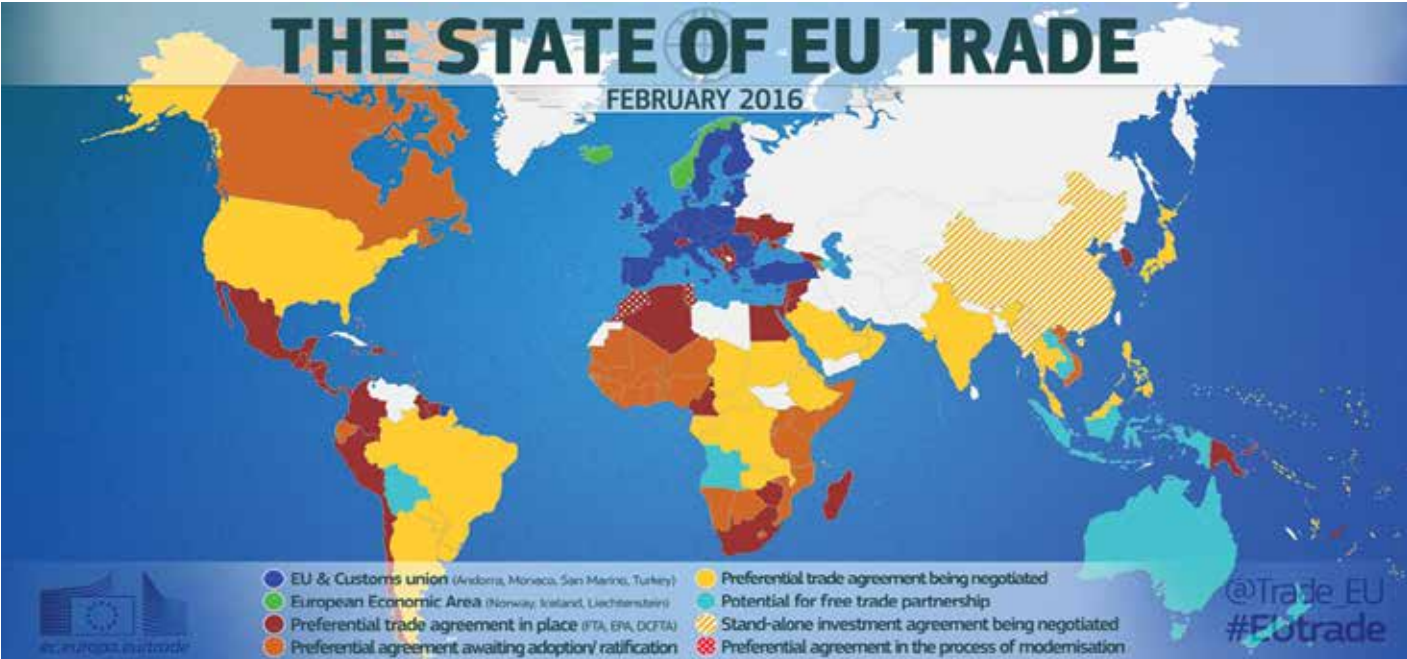 THE STATE OF EU TRADE
FEBRUARY 2016
EU & Customs union (Andorra, Monaco, San Marino, Turkey)
European Economic Area (Norway, Iceland, Liechtenstein)
Preferential trade agreement in place (FTA, EPA, DCFTA)
Preferential agreement awaiting adoption/ ratification
Preferential trade agreement being negotiated
Potential for free trade partnership
Stand-alone investment agreement being negotiated
Preferential agreement in the process of modernisation
ec.europa.eu/trade
@Trade_EU
#EUtrade